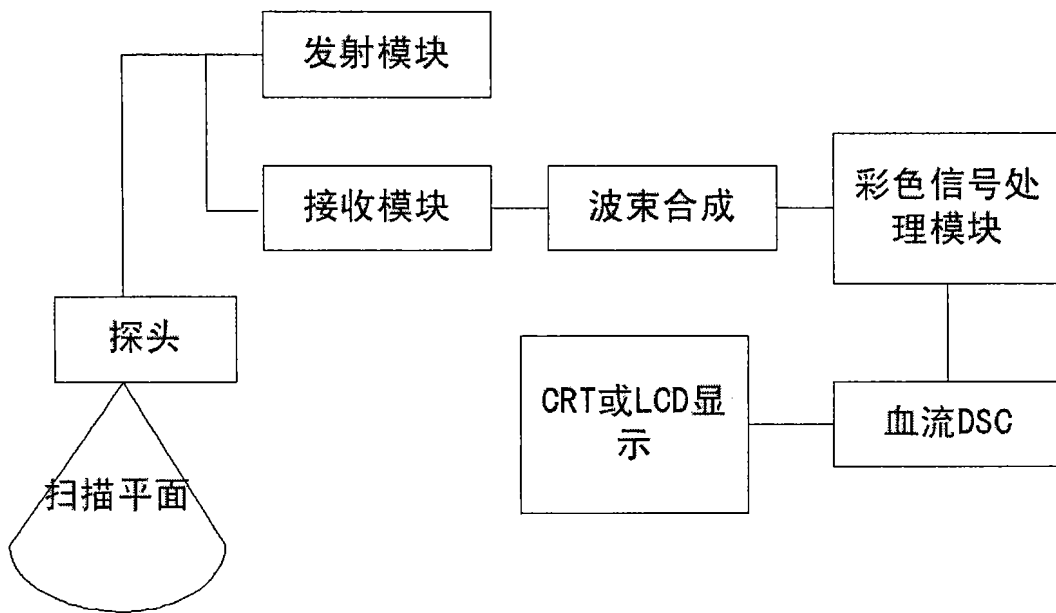 发射模块
接收模块
波束合成
彩色信号处
理模块
探头
CRT或LCD显
示
血流DSC
扫描平面